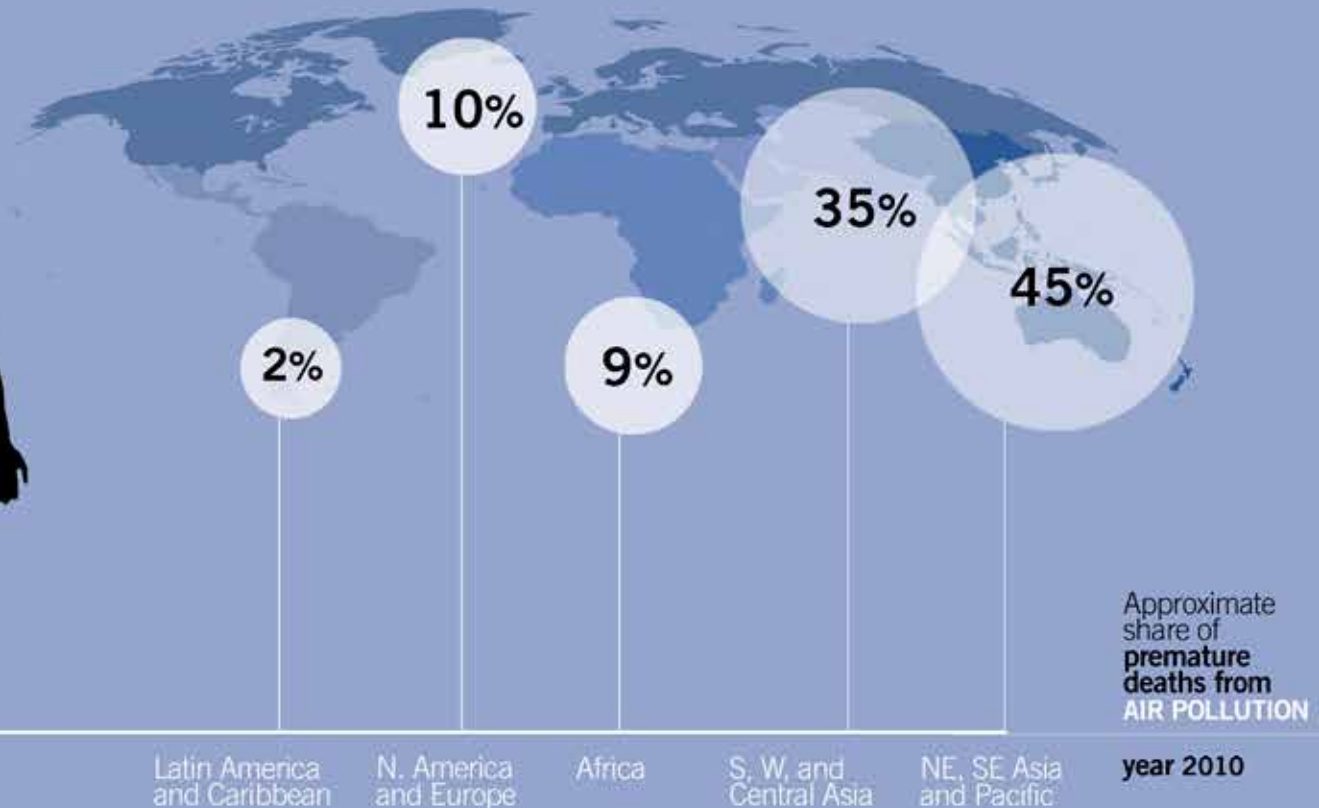 10%
35%
45%
2%
9%
Approximate
share of
premature
deaths from
AIR POLLUTION
Latin America
and Caribbean
N. America
and Europe
Africa
S, W, and
Central Asia
NE, SE Asia
and Pacific
year 2010